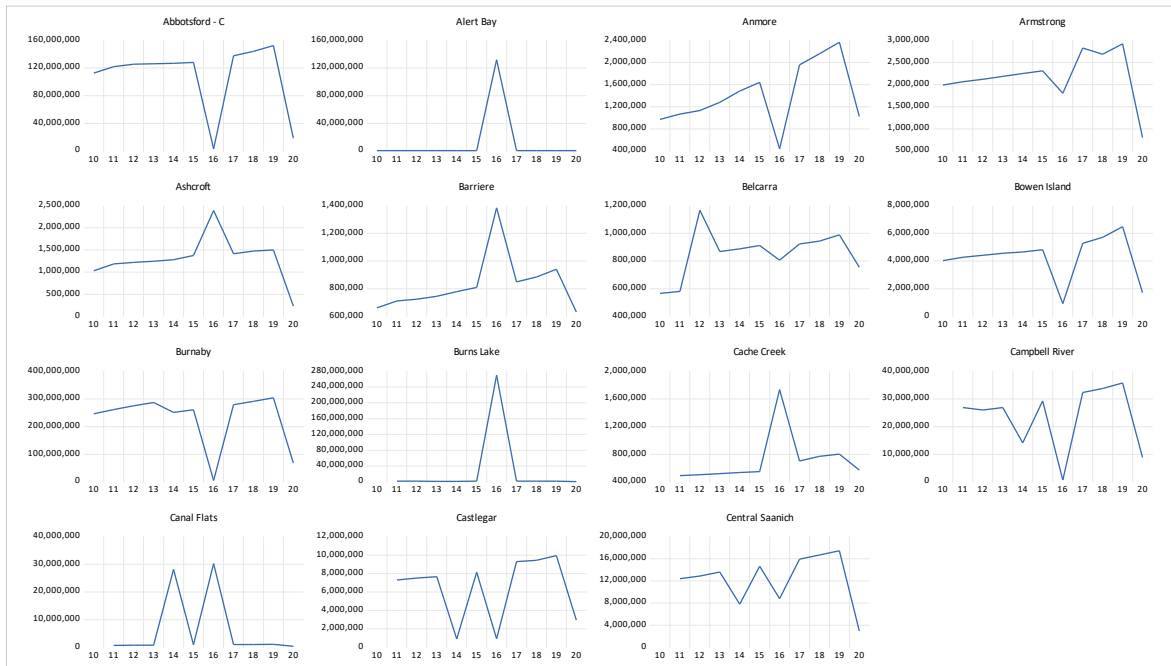 Abbotsford - C
160,000,000
120,000,000
80,000,000
40,000,000
0
10 11 12 13 14 15 16 17 18 19 20
Alert Bay
160,000,000
120,000,000
80,000,000
40,000,000
0
10 11 12 13 14 15 16 17 18 19 20
Anmore
2,400,000
2,000,000
1,600,000
1,200,000
800,000
400,000
10 11 12 13 14 15 16 17 18 19 20
Armstrong
3,000,000
2,500,000
2,000,000
1,500,000
1,000,000
500,000
10 11 12 13 14 15 16 17 18 19 20
Ashcroft
2,500,000
2,000,000
1,500,000
1,000,000
500,000
0
10 11 12 13 14 15 16 17 18 19 20
Barriere
1,400,000
1,200,000
1,000,000
800,000
600,000
10 11 12 13 14 15 16 17 18 19 20
Belcarra
1,200,000
1,000,000
800,000
600,000
400,000
10 11 12 13 14 15 16 17 18 19 20
Bowen Island
8,000,000
6,000,000
4,000,000
2,000,000
0
10 11 12 13 14 15 16 17 18 19 20
Burnaby
400,000,000
300,000,000
200,000,000
100,000,000
0
10 11 12 13 14 15 16 17 18 19 20
Burns Lake
280,000,000
240,000,000
200,000,000
160,000,000
120,000,000
80,000,000
40,000,000
0
10 11 12 13 14 15 16 17 18 19 20
Cache Creek
2,000,000
1,600,000
1,200,000
800,000
400,000
10 11 12 13 14 15 16 17 18 19 20
Campbell River
40,000,000
30,000,000
20,000,000
10,000,000
0
10 11 12 13 14 15 16 17 18 19 20
Canal Flats
40,000,000
30,000,000
20,000,000
10,000,000
0
10 11 12 13 14 15 16 17 18 19 20
Castlegar
12,000,000
10,000,000
8,000,000
6,000,000
4,000,000
2,000,000
0
10 11 12 13 14 15 16 17 18 19 20
Central Saanich
20,000,000
16,000,000
12,000,000
8,000,000
4,000,000
0
10 11 12 13 14 15 16 17 18 19 20